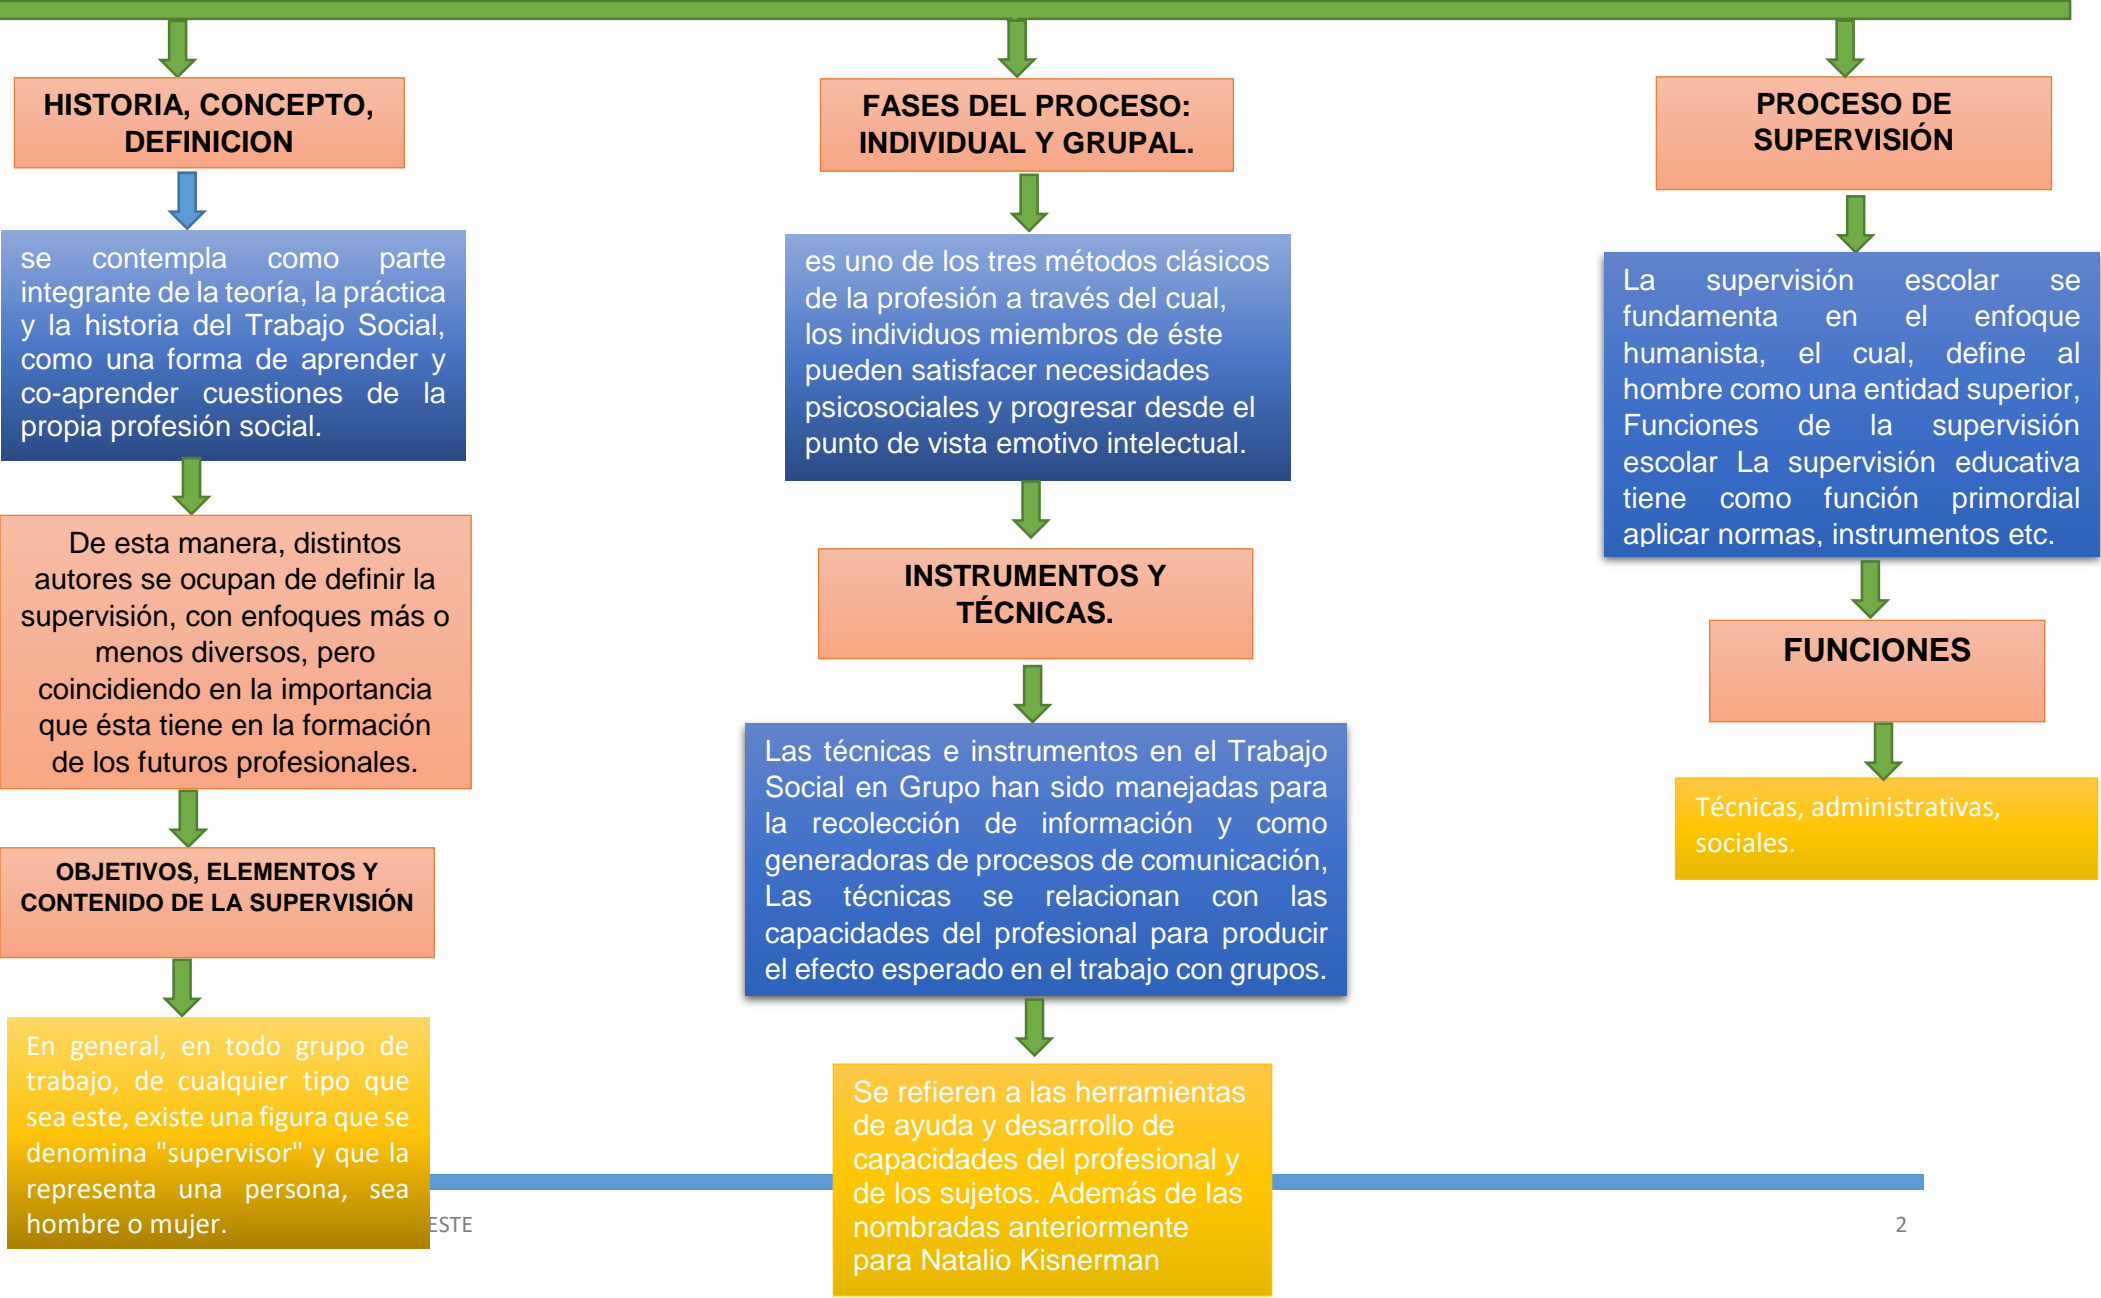 HISTORIA, CONCEPTO,
DEFINICION
se contempla como parte
integrante de la teoría, la práctica
y la historia del Trabajo Social,
como una forma de aprender y
co-aprender cuestiones de la
propia profesión social.
De esta manera, distintos
autores se ocupan de definir la
supervisión, con enfoques más o
menos diversos, pero
coincidiendo en la importancia
que ésta tiene en la formación
de los futuros profesionales.
OBJETIVOS, ELEMENTOS Y
CONTENIDO DE LA SUPERVISIÓN
En general, en todo grupo de
trabajo, de cualquier tipo que
sea este, existe una figura que se
denomina "supervisor" y que la
representa una persona, sea
hombre o mujer.
FASES DEL PROCESO:
INDIVIDUAL Y GRUPAL.
es uno de los tres métodos clásicos
de la profesión a través del cual,
los individuos miembros de éste
pueden satisfacer necesidades
psicosociales y progresar desde el
punto de vista emotivo intelectual.
INSTRUMENTOS Y
TÉCNICAS.
Las técnicas e instrumentos en el Trabajo
Social en Grupo han sido manejadas para
la recolección de información y como
generadoras de procesos de comunicación,
Las técnicas se relacionan con las
capacidades del profesional para producir
el efecto esperado en el trabajo con grupos.
Se refieren a las herramientas
de ayuda y desarrollo de
capacidades del profesional y
de los sujetos. Además de las
nombradas anteriormente
para Natalio Kisnerman
PROCESO DE
SUPERVISIÓN
La supervisión escolar se
fundamenta en el enfoque
humanista, el cual, define al
hombre como una entidad superior,
Funciones de la supervisión
escolar La supervisión educativa
tiene como función primordial
aplicar normas, instrumentos etc.
FUNCIONES
Técnicas, administrativas,
sociales.
ESTE
2